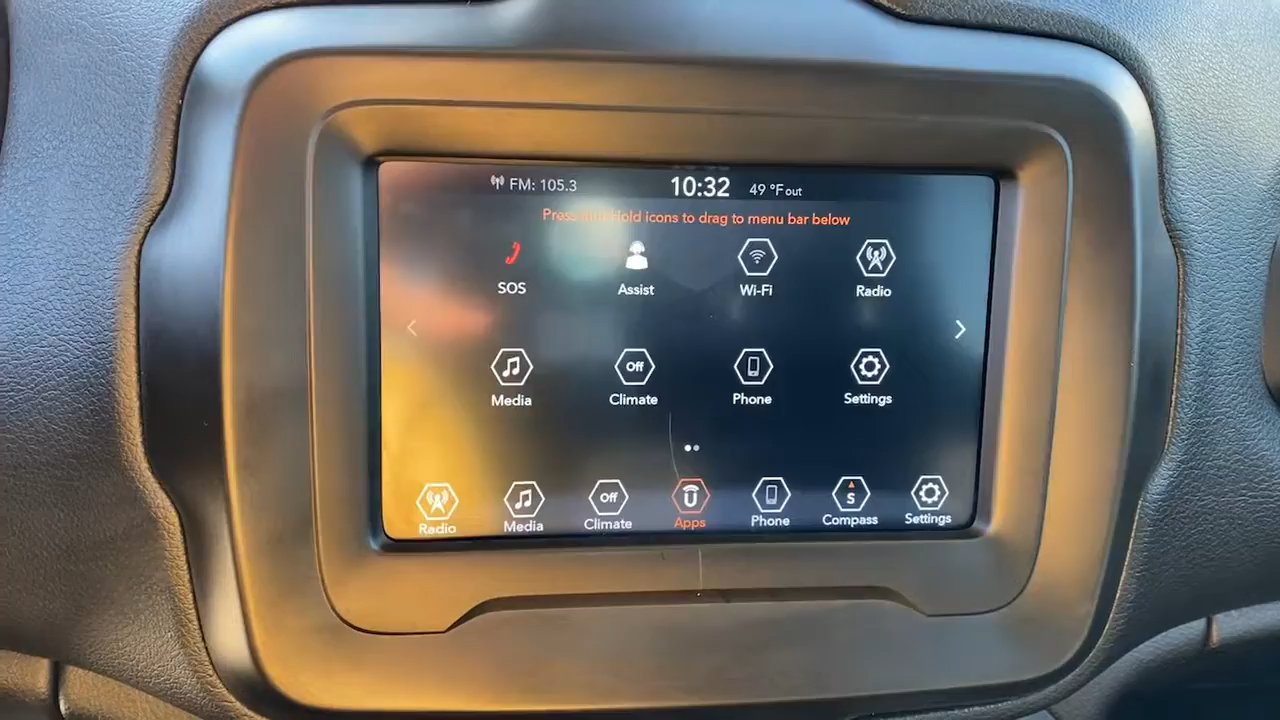 FM: 105.3 10:32 49 °F out
Press and Hold icons to drag to menu bar below
SOS Assist Wi-Fi Radio
Off
Media Climate Phone Settings
Off U S
Radio Media Climate Apps Phone Compass Settings